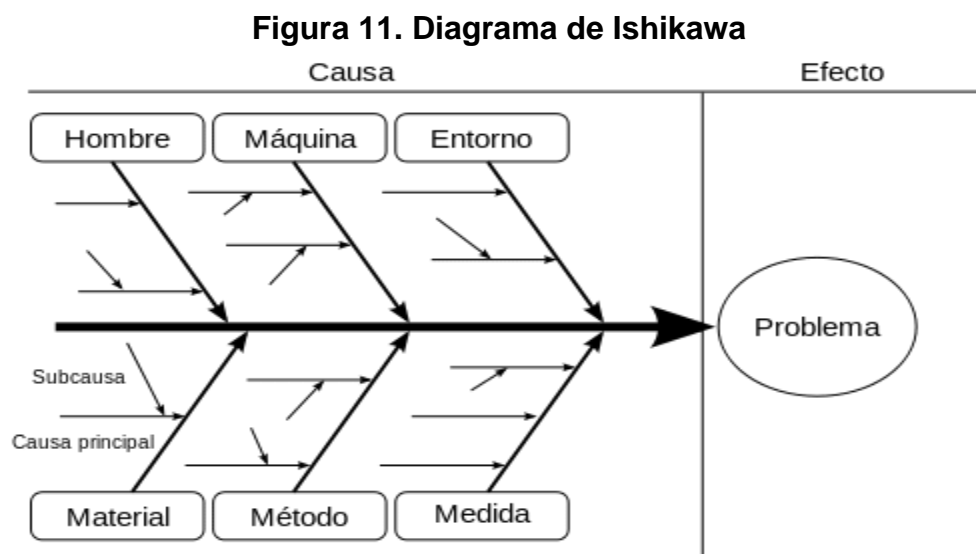 Figura 11. Diagrama de Ishikawa
Causa
Efecto
Hombre
Máquina
Entorno
Problema
Subcausa
Causa principal
Material
Método
Medida